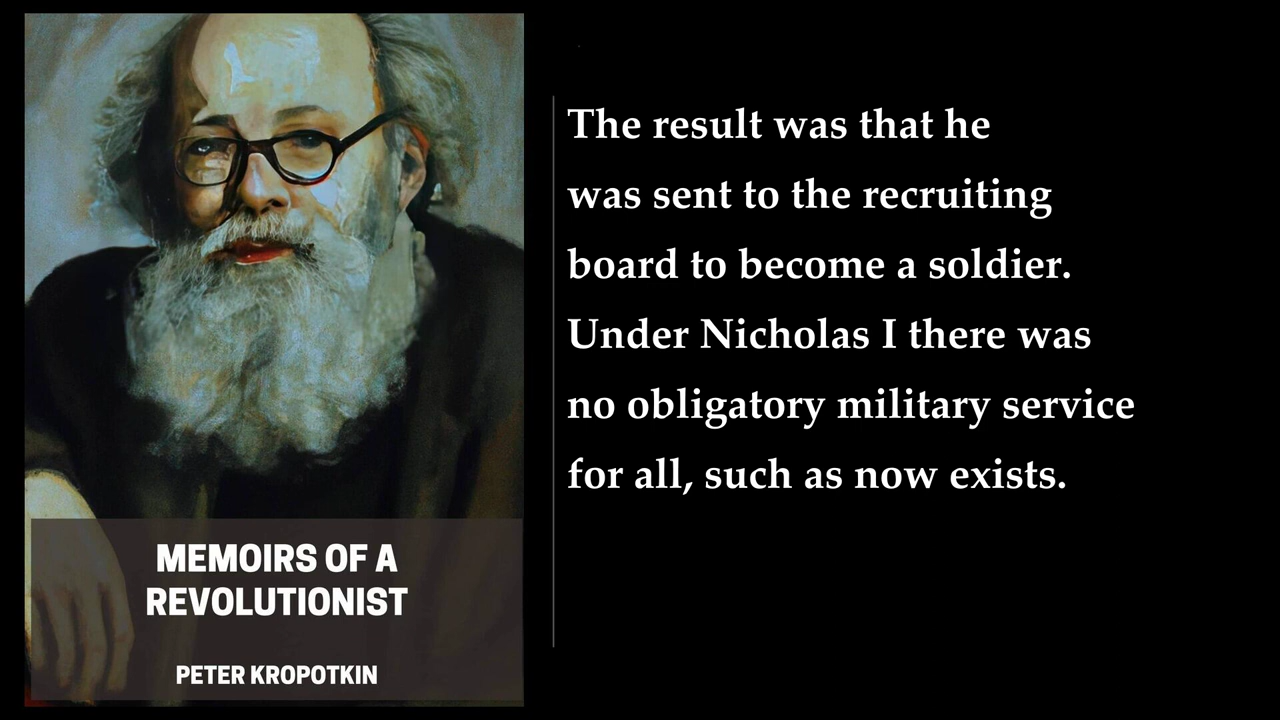 MEMOIRS OF A
REVOLUTIONIST
PETER KROPOTKIN
The result was that he
was sent to the recruiting
board to become a soldier.
Under Nicholas I there was
no obligatory military service
for all, such as now exists.